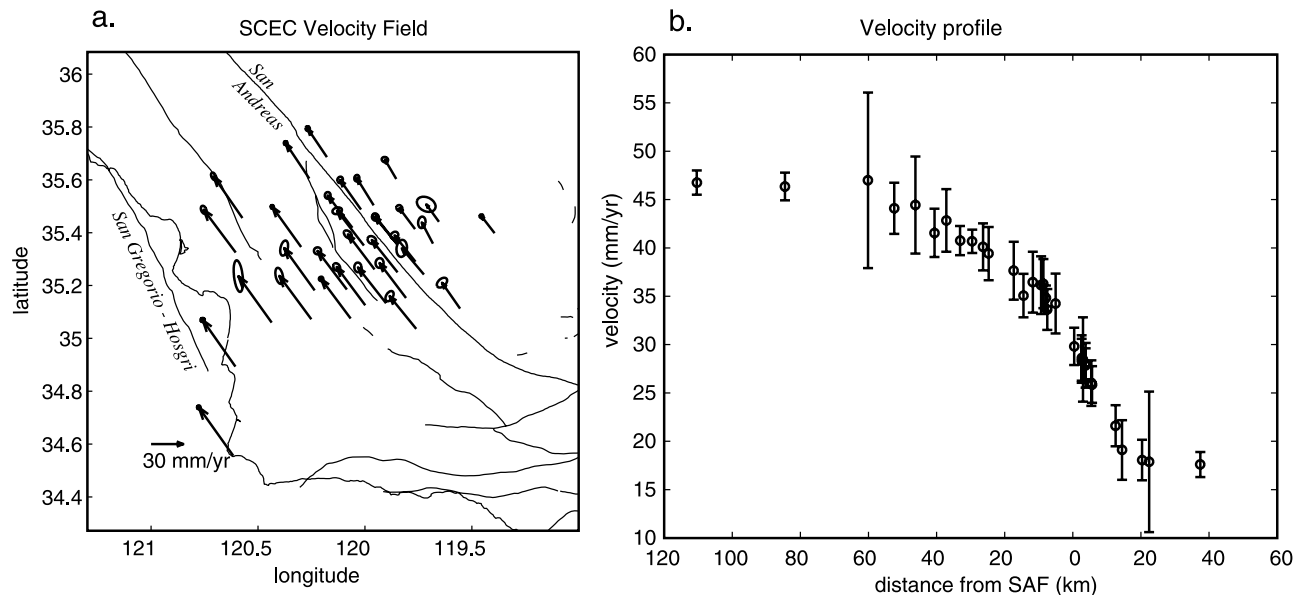 a.
SCEC Velocity Field
36
35.8
35.6
35.4
35.2
35
34.8
34.6
34.4
latitude
San
Andreas
San Gregorio - Hosgri
30 mm/yr
121
120.5
120
119.5
longitude
b.
Velocity profile
60
55
50
45
40
35
30
25
20
15
10
velocity (mm/yr)
120
100
80
60
40
20
0
20
40
60
distance from SAF (km)